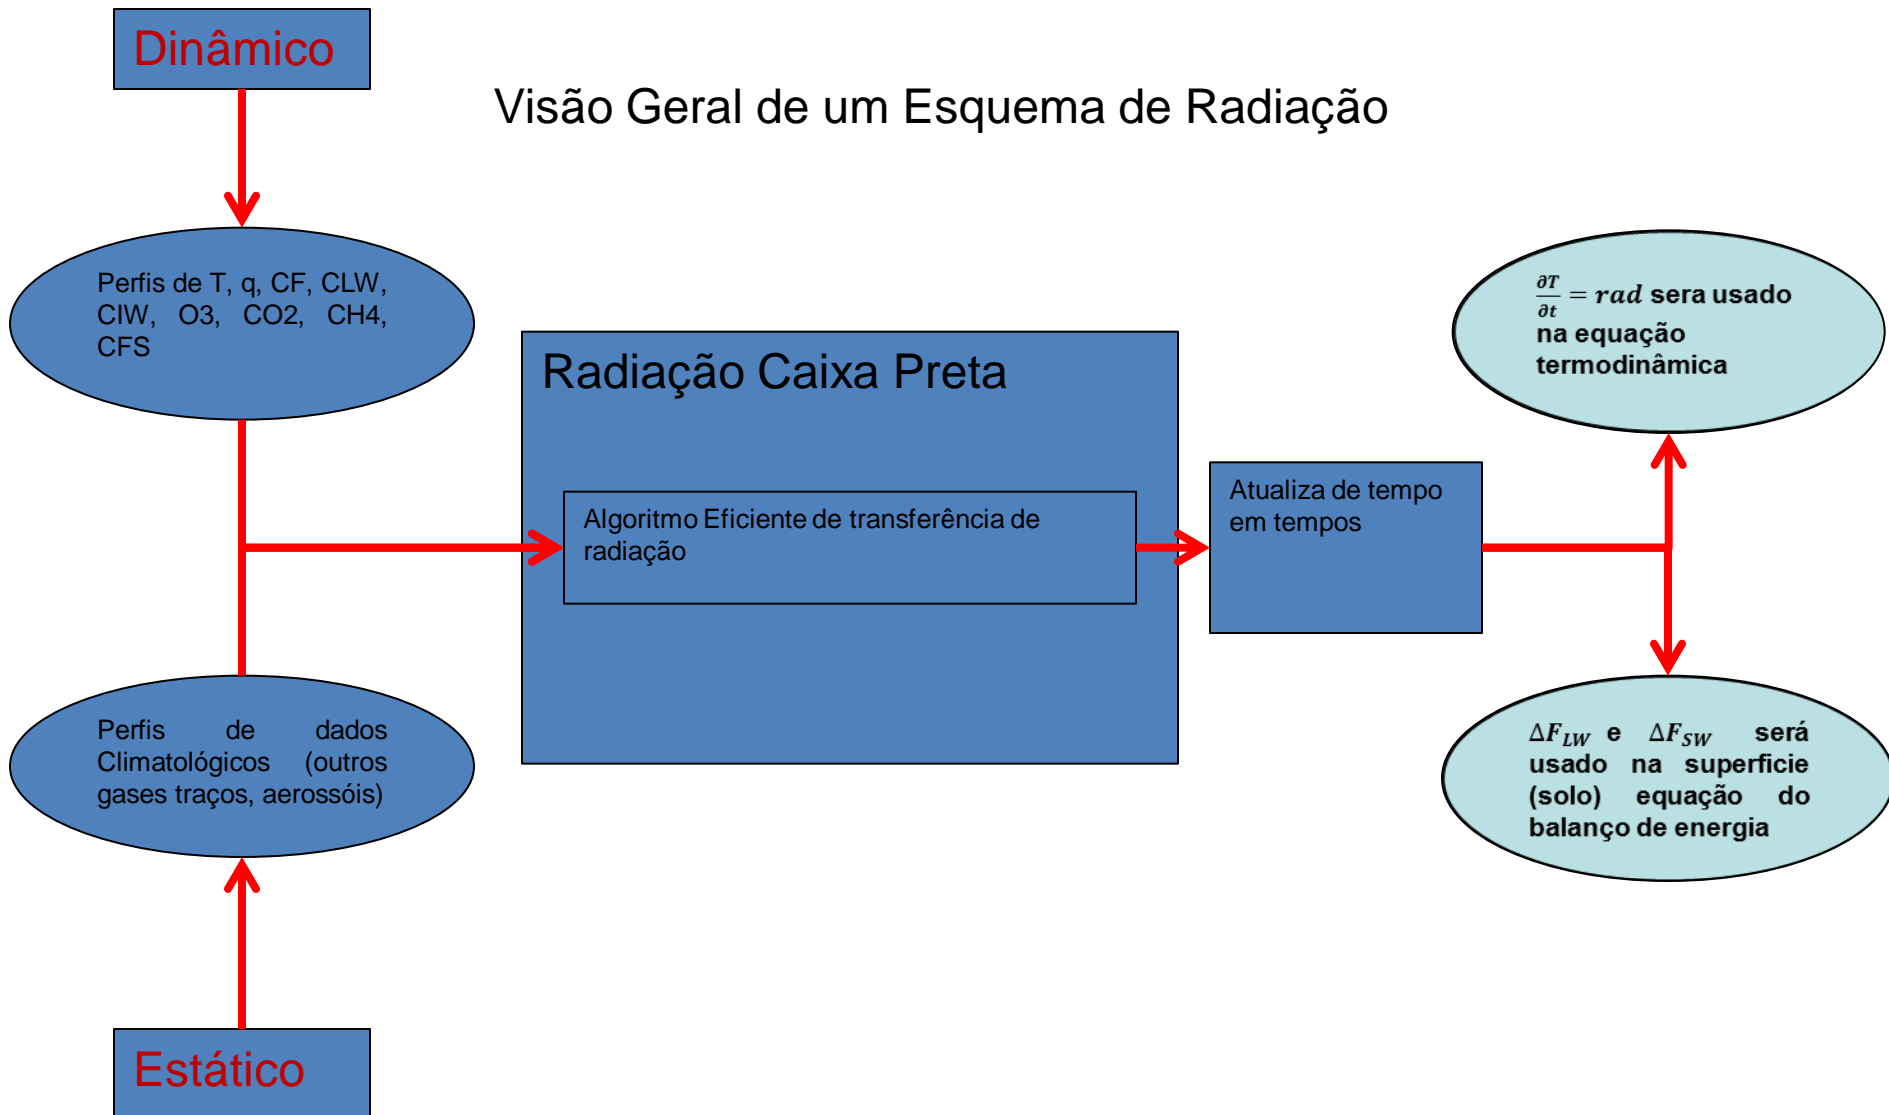 Dinâmico
Visão Geral de um Esquema de Radiação
Perfis de T, q, CF, CLW,
CIW, O3, CO2, CH4,
CFS
Radiação Caixa Preta
Algoritmo Eficiente de transferência de
radiação
Atualiza de tempo
em tempos
∂T/∂t = rad sera usado
na equação
termodinâmica
Perfis de dados
Climatológicos (outros
gases traços, aerossóis)
ΔF_LW e ΔF_SW será
usado na superficie
(solo) equação do
balanço de energia
Estático